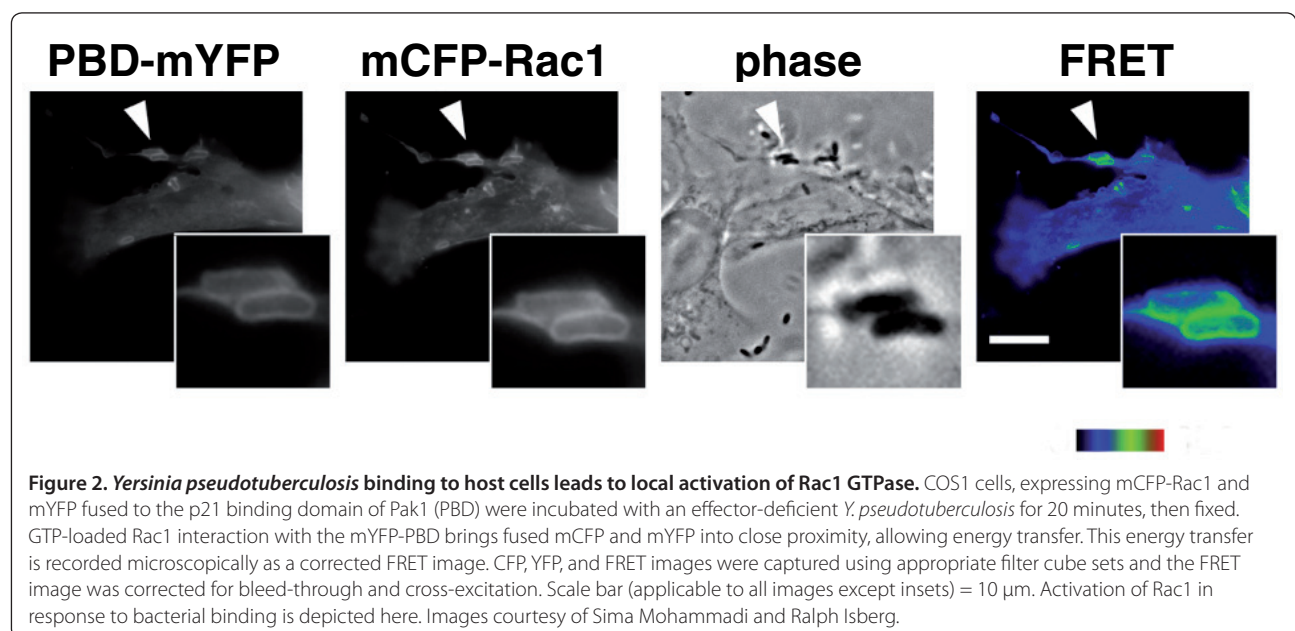 PBD-mYFP mCFP-Rac1 phase FRET
Figure 2. Yersinia pseudotuberculosis binding to host cells leads to local activation of Rac1 GTPase. COS1 cells, expressing mCFP-Rac1 and
mYFP fused to the p21 binding domain of Pak1 (PBD) were incubated with an effector-deficient Y. pseudotuberculosis for 20 minutes, then fixed.
GTP-loaded Rac1 interaction with the mYFP-PBD brings fused mCFP and mYFP into close proximity, allowing energy transfer. This energy transfer
is recorded microscopically as a corrected FRET image. CFP, YFP, and FRET images were captured using appropriate filter cube sets and the FRET
image was corrected for bleed-through and cross-excitation. Scale bar (applicable to all images except insets) = 10 μm. Activation of Rac1 in
response to bacterial binding is depicted here. Images courtesy of Sima Mohammadi and Ralph Isberg.